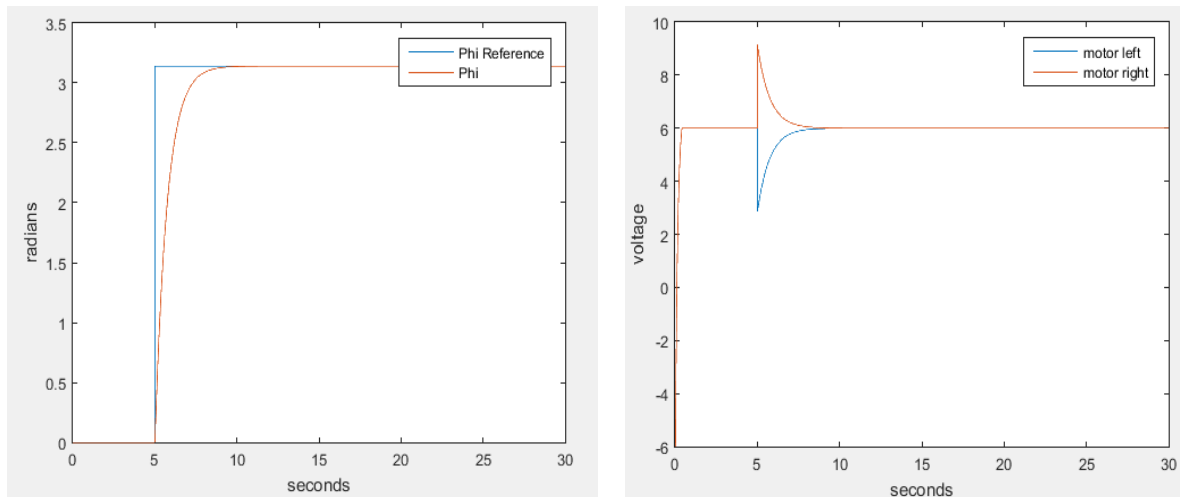 3.5
3
2.5
2
1.5
1
0.5
0
radians
0 5 10 15 20 25 30
seconds
Phi Reference
Phi
10
8
6
4
2
0
-2
-4
-6
voltage
0 5 10 15 20 25 30
seconds
motor left
motor right